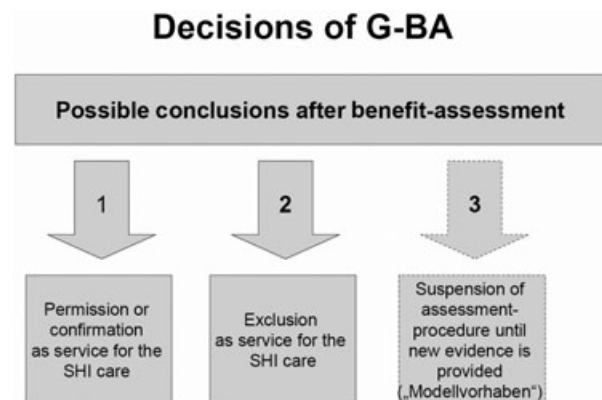 Decisions of G-BA
Possible conclusions after benefit-assessment
1
2
3
Permission or
confirmation
as service for the
SHI care
Exclusion
as service for the
SHI care
Suspension of
assessment-
procedure until
new evidence is
provided
(„Modellvorhaben“)